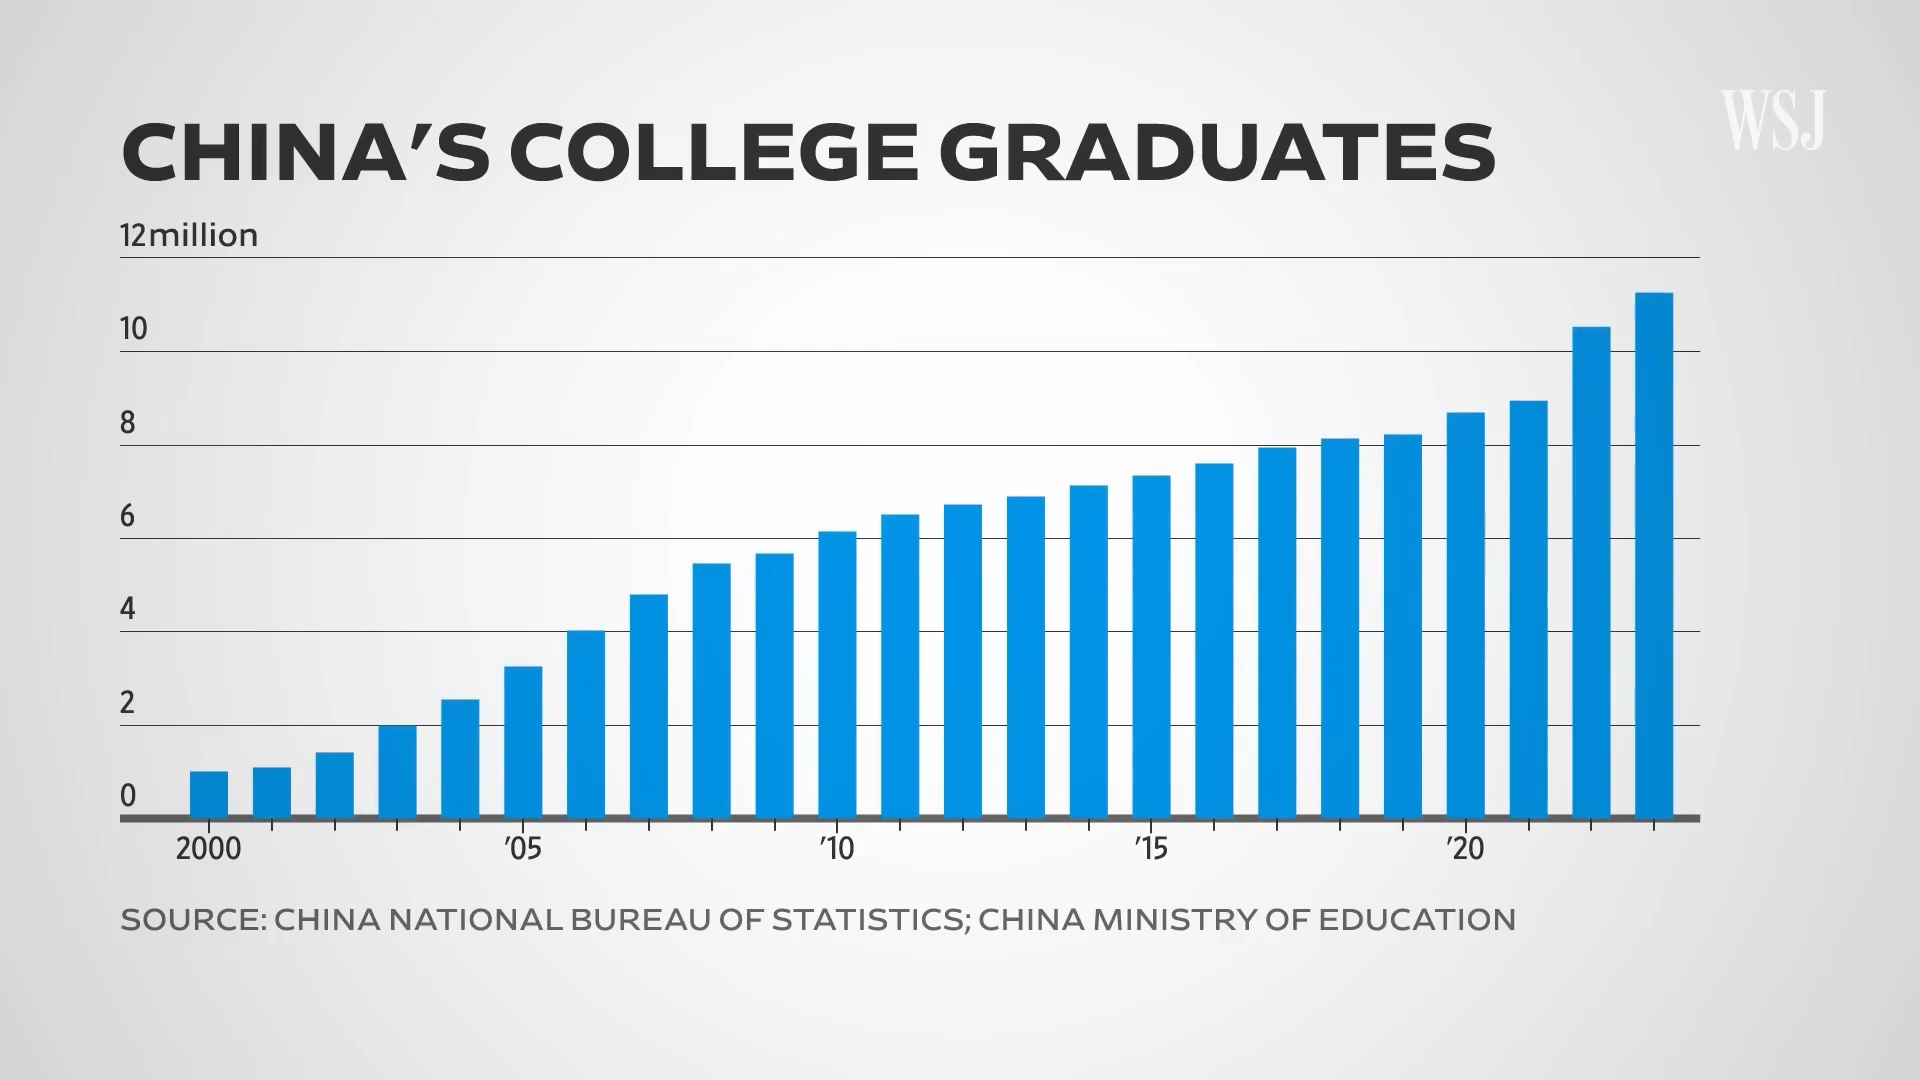 CHINA'S COLLEGE GRADUATES
WSJ
12million
10
8
6
4
2
0
2000 '05 '10 '15 '20
SOURCE: CHINA NATIONAL BUREAU OF STATISTICS; CHINA MINISTRY OF EDUCATION